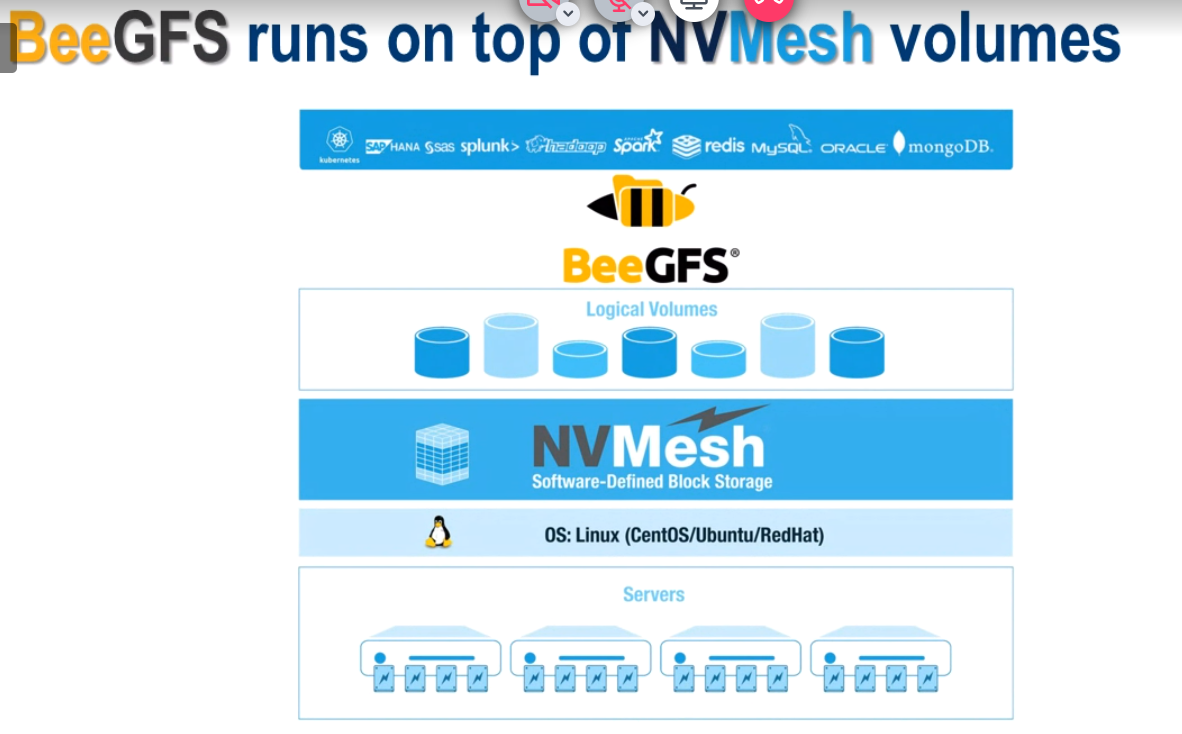 BeeGFS runs on top of NVMesh volumes
kubernetes SAP HANA sas splunk> hadoop APACHE Spark redis MySQL ORACLE mongoDB.
BeeGFS®
Logical Volumes
NVMesh
Software-Defined Block Storage
OS: Linux (CentOS/Ubuntu/RedHat)
Servers